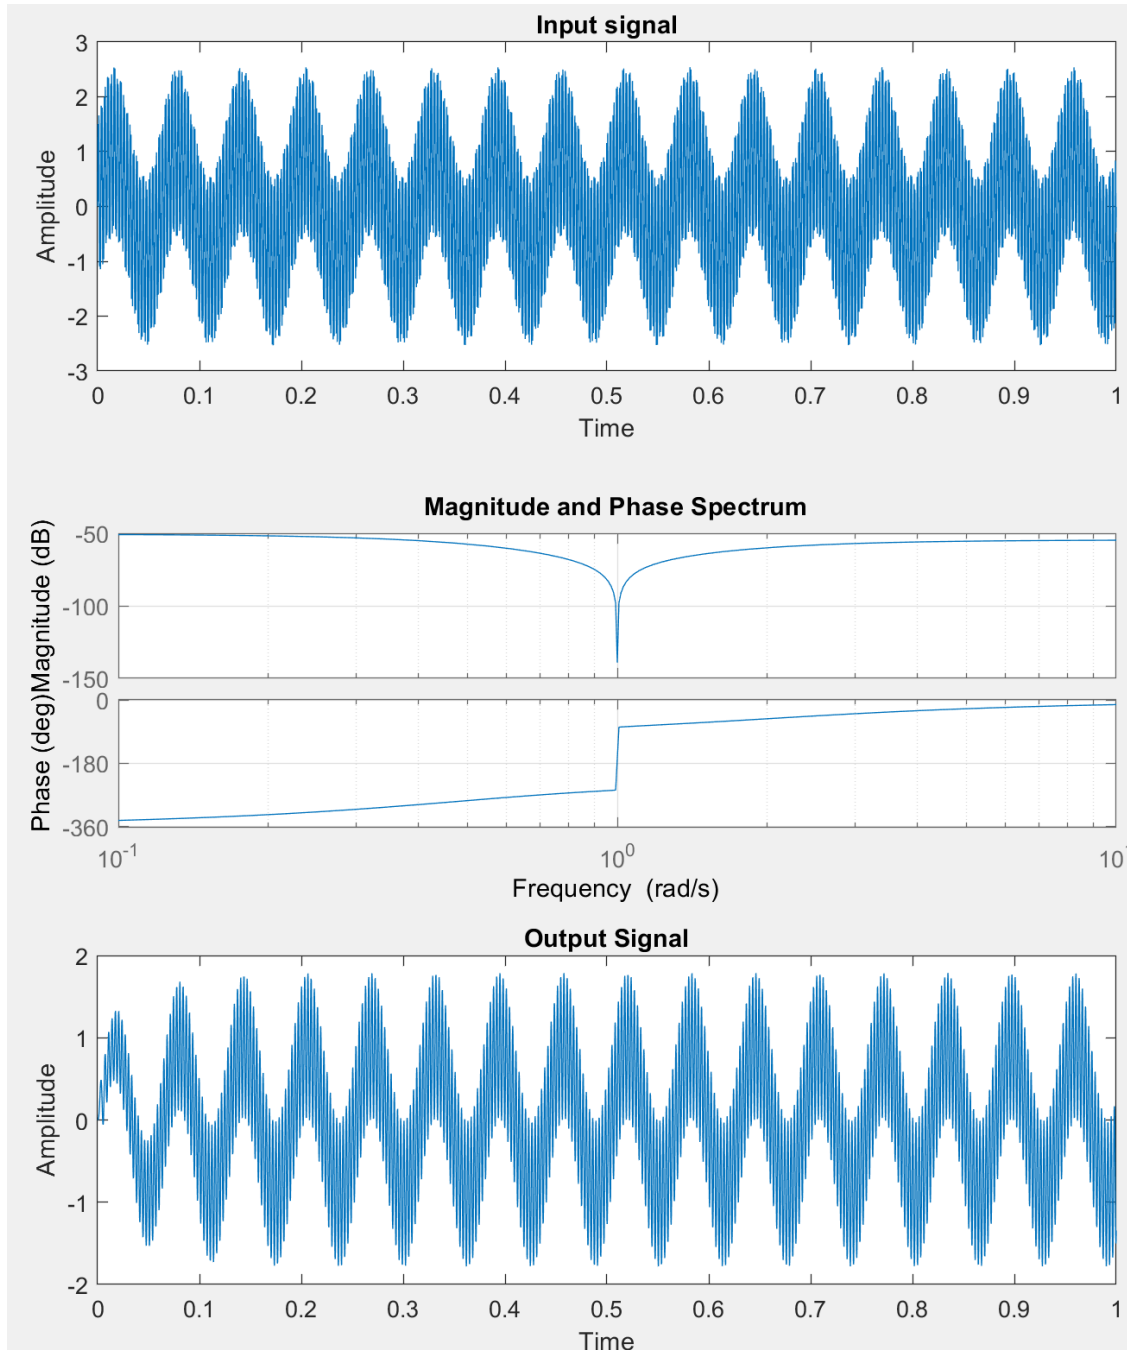 Input signal
3
2
1
0
-1
-2
-3
Amplitude
0 0.1 0.2 0.3 0.4 0.5 0.6 0.7 0.8 0.9 1
Time
Magnitude and Phase Spectrum
-50
-100
-150
Magnitude (dB)
0
-180
-360
Phase (deg)
10^-1 10^0 10^1
Frequency (rad/s)
Output Signal
2
1
0
-1
-2
Amplitude
0 0.1 0.2 0.3 0.4 0.5 0.6 0.7 0.8 0.9 1
Time